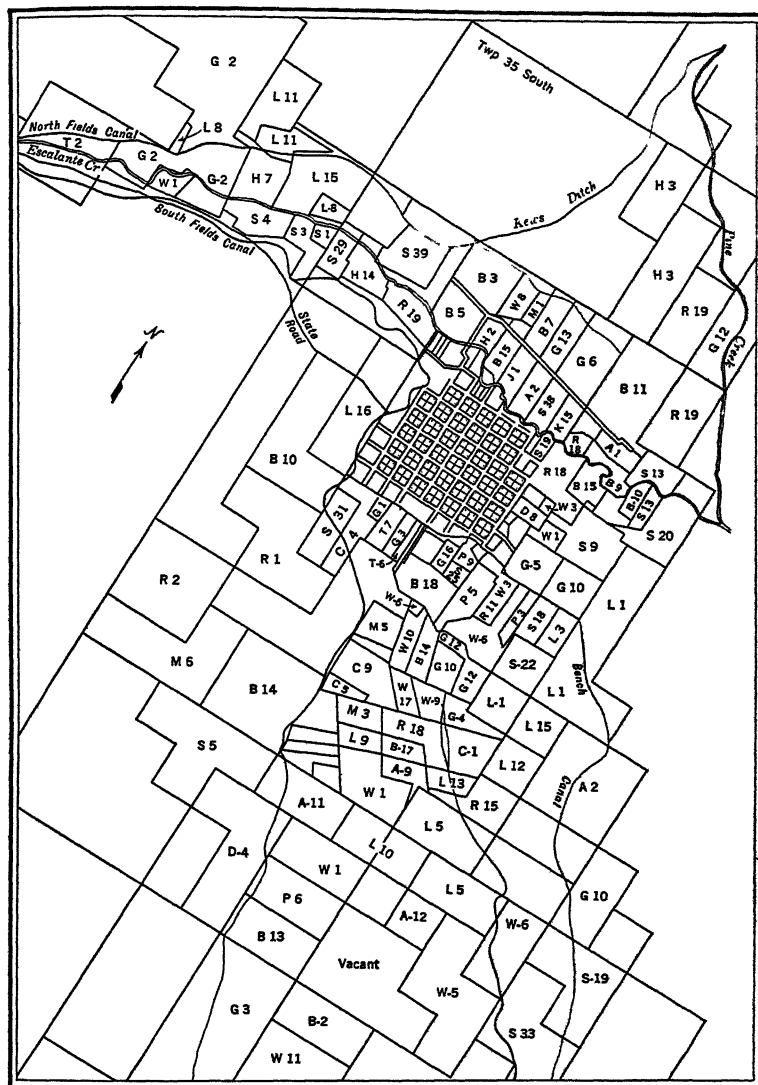 G 2
Twp 35 South
L 11
L 8
L 11
North Fields Canal
T 2
Escalante Cr
G 2
W 1
G-2
H 7
L 15
South Fields Canal
S 4
L-8
S 3
S 1
S 29
H 14
R 19
S 39
Ditch
H 3
Pine
Creek
B 3
W 8
M 1
B 7
G 13
H 3
R 19
G 12
State
Road
N
B 5
H 2
B 15
J 1
A 2
S 38
K 15
G 6
B 11
R 19
L 16
B 10
S 19
R 18
R 18
A 1
B 15
B 9
S 13
B-10
S 13
S 20
S 31
C 4
G 1
T 7
G 3
T-6
D 8
4
W 3
W 1
S 9
R 1
R 2
B 18
G 16
P 9
P 5
R 11
W 3
P 3
S 18
L 3
G-5
G 10
L 1
W-6
M 5
W 10
B 14
G 12
G 10
G 12
W-6
S-22
L 1
Bench
Canal
M 6
B 14
C 9
C 5
W 17
W-9
G-4
L-1
L 15
M 3
R 18
C-1
L 12
A 2
S 5
L 9
B-17
A-9
L 13
R 15
W 1
A-11
L 5
L 10
D-4
W 1
L 5
G 10
P 6
A-12
W-6
B 13
Vacant
S-19
G 3
W-5
B-2
S 33
W 11